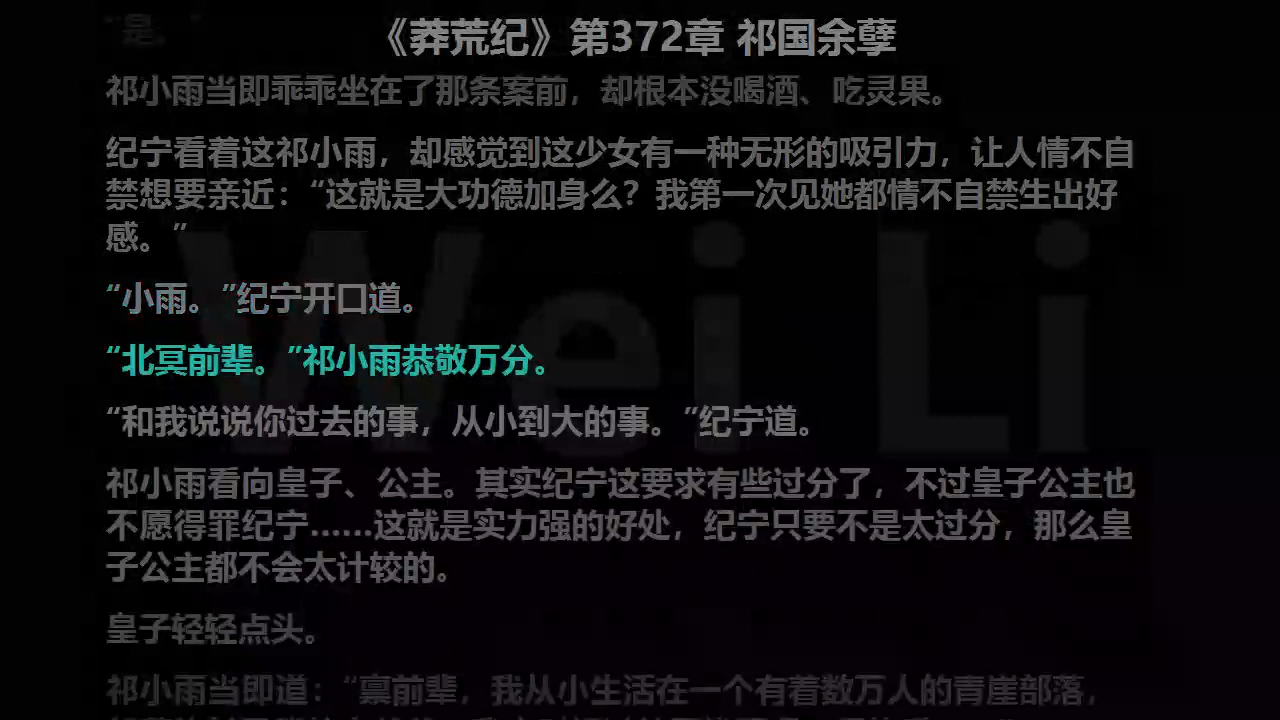 “是。”
《莽荒纪》第372章 祁国余孽
祁小雨当即乖乖坐在了那条案前，却根本没喝酒、吃灵果。
纪宁看着这祁小雨，却感觉到这少女有一种无形的吸引力，让人情不自
禁想要亲近：“这就是大功德加身么？我第一次见她都情不自禁生出好
感。”
“小雨。”纪宁开口道。
“北冥前辈。”祁小雨恭敬万分。
“和我说说你过去的事，从小到大的事。”纪宁道。
祁小雨看向皇子、公主。其实纪宁这要求有些过分了，不过皇子公主也
不愿得罪纪宁……这就是实力强的好处，纪宁只要不是太过分，那么皇
子公主都不会太计较的。
皇子轻轻点头。
祁小雨当即道：“禀前辈，我从小生活在一个有着数万人的青崖部落，
Wei Li